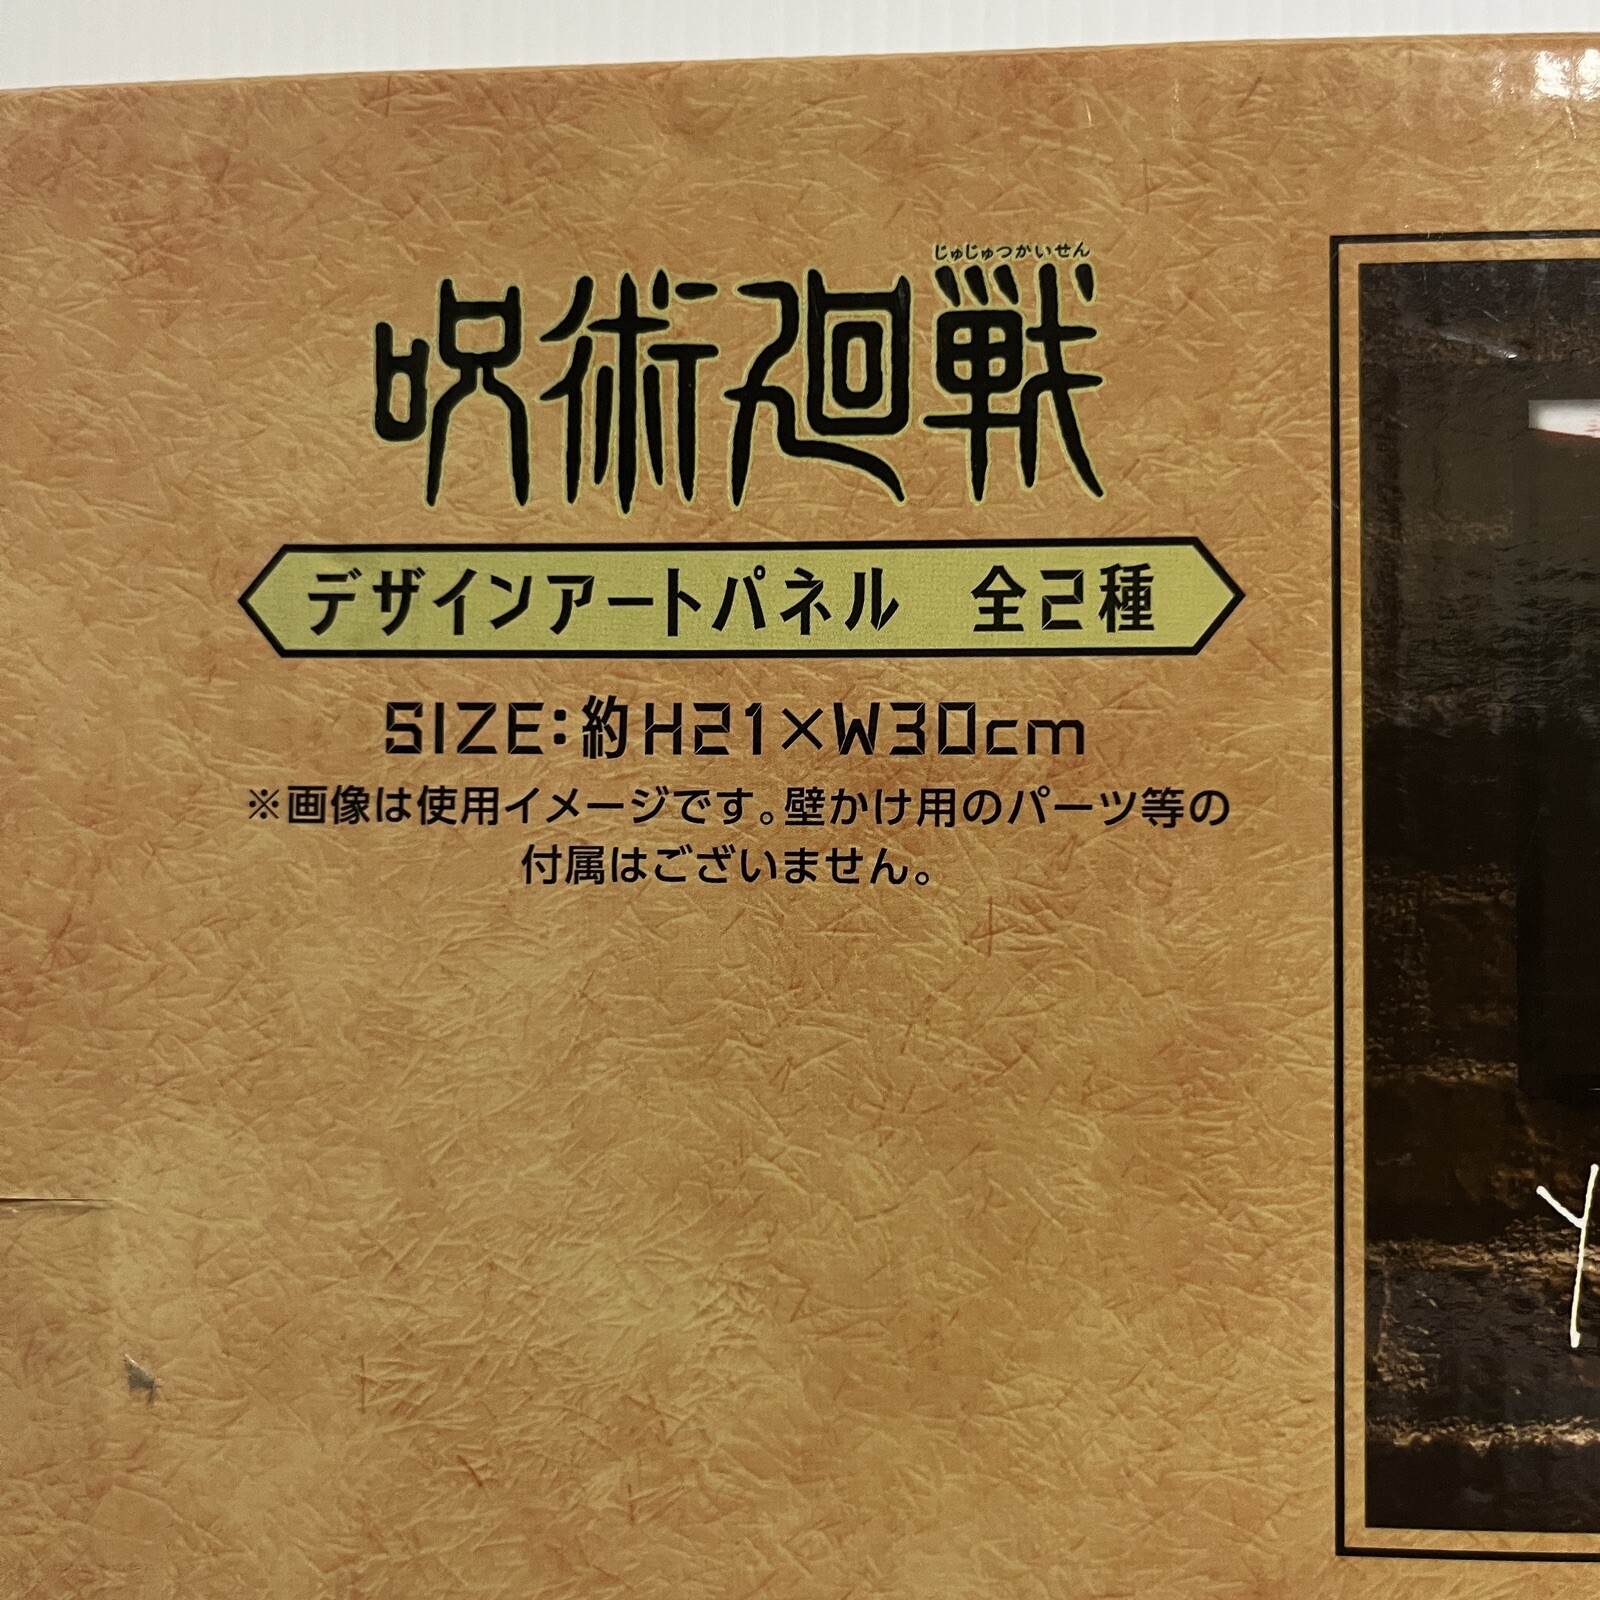 じゅじゅつかいせん
呪術廻戦
デザインアートパネル　全2種
SIZE:約H21×W30cm
※画像は使用イメージです。壁かけ用のパーツ等の
付属はございません。
Y